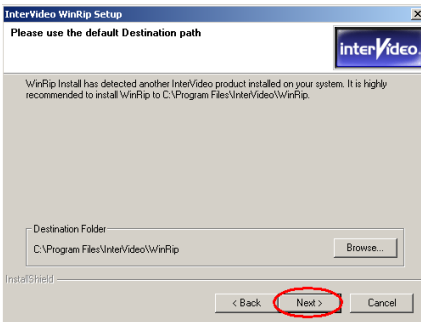 InterVideo WinRip Setup
Please use the default Destination path
interVideo.
WinRip Install has detected another InterVideo product installed on your system. It is highly
recommended to install WinRip to C:\Program Files\InterVideo\WinRip.
Destination Folder
C:\Program Files\InterVideo\WinRip
Browse...
InstallShield
< Back
Next >
Cancel